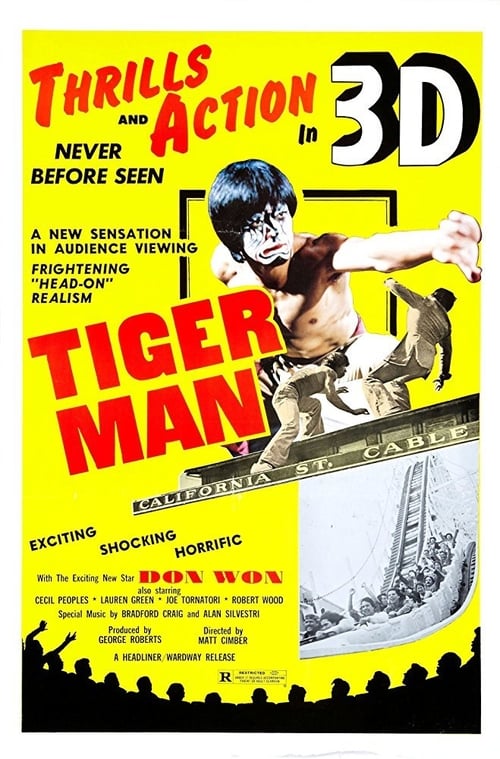 THRILLS
AND ACTION
In 3D
NEVER
BEFORE SEEN
A NEW SENSATION
IN AUDIENCE VIEWING
FRIGHTENING
"HEAD-ON"
REALISM
TIGER
MAN
CALIFORNIA ST. CABLE
EXCITING
SHOCKING
HORRIFIC
With The Exciting New Star DON WON
also starring
CECIL PEOPLES * LAUREN GREEN * JOE TORNATORI * ROBERT WOOD
Special Music by BRADFORD CRAIG and ALAN SILVESTRI
Produced by
GEORGE ROBERTS
Directed by
MATT CIMBER
A HEADLINER/WARDWAY RELEASE
R RESTRICTED